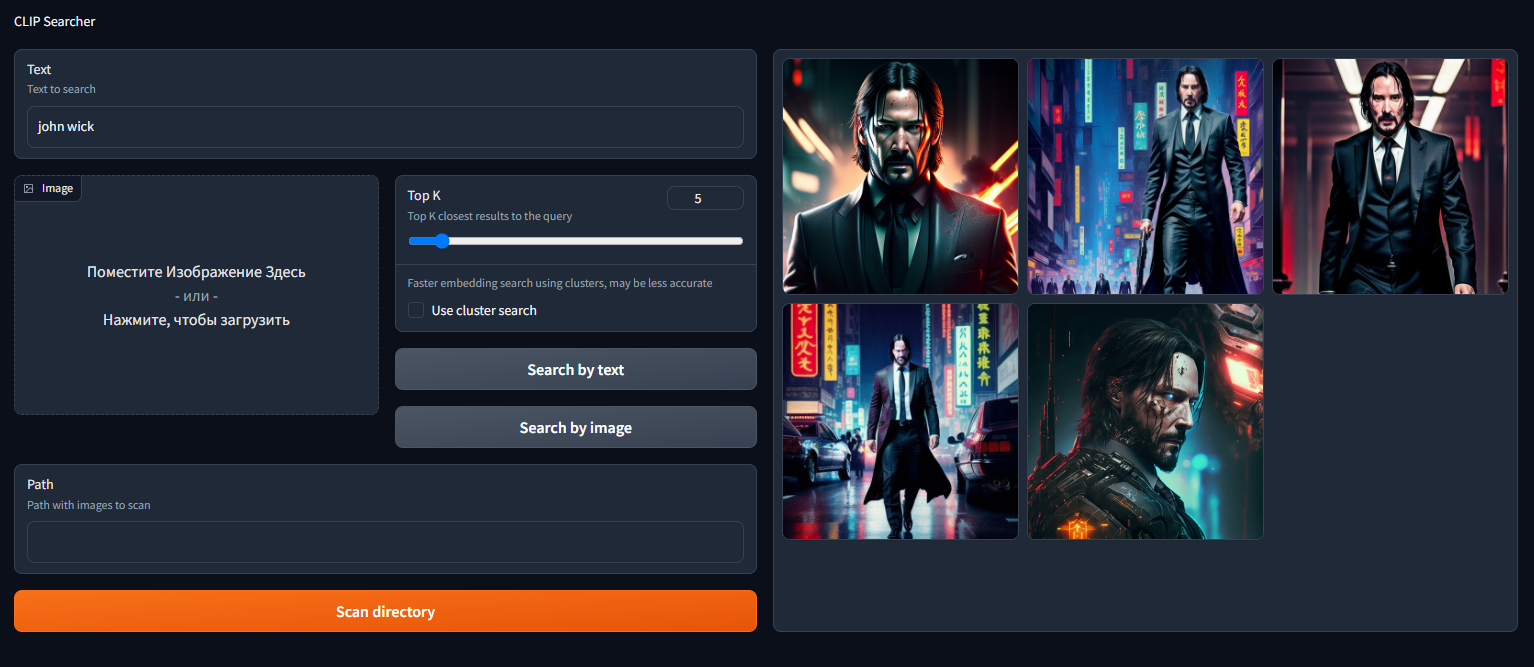 CLIP Searcher
Text
Text to search
john wick
Image
Поместите Изображение Здесь
- или -
Нажмите, чтобы загрузить
Top K
5
Top K closest results to the query
Faster embedding search using clusters, may be less accurate
Use cluster search
Search by text
Search by image
Path
Path with images to scan
Scan directory